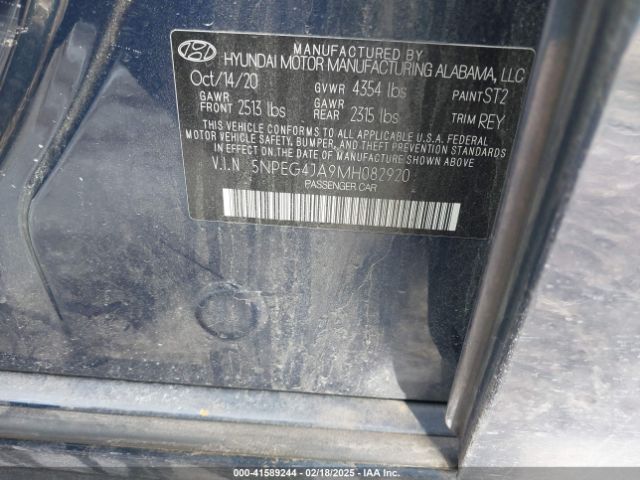 MANUFACTURED BY
HYUNDAI MOTOR MANUFACTURING ALABAMA, LLC
Oct/14/20 GVWR 4354 lbs PAINT ST2
GAWR FRONT 2513 lbs GAWR REAR 2315 lbs TRIM REY
THIS VEHICLE CONFORMS TO ALL APPLICABLE U.S.A. FEDERAL
MOTOR VEHICLE SAFETY, BUMPER, AND THEFT PREVENTION
STANDARDS IN EFFECT ON THE DATE OF MANUFACTURE SHOWN ABOVE.
V.I.N 5NPEG4JA9MH082920
PASSENGER CAR
000-41589244 - 02/18/2025 - IAA Inc.